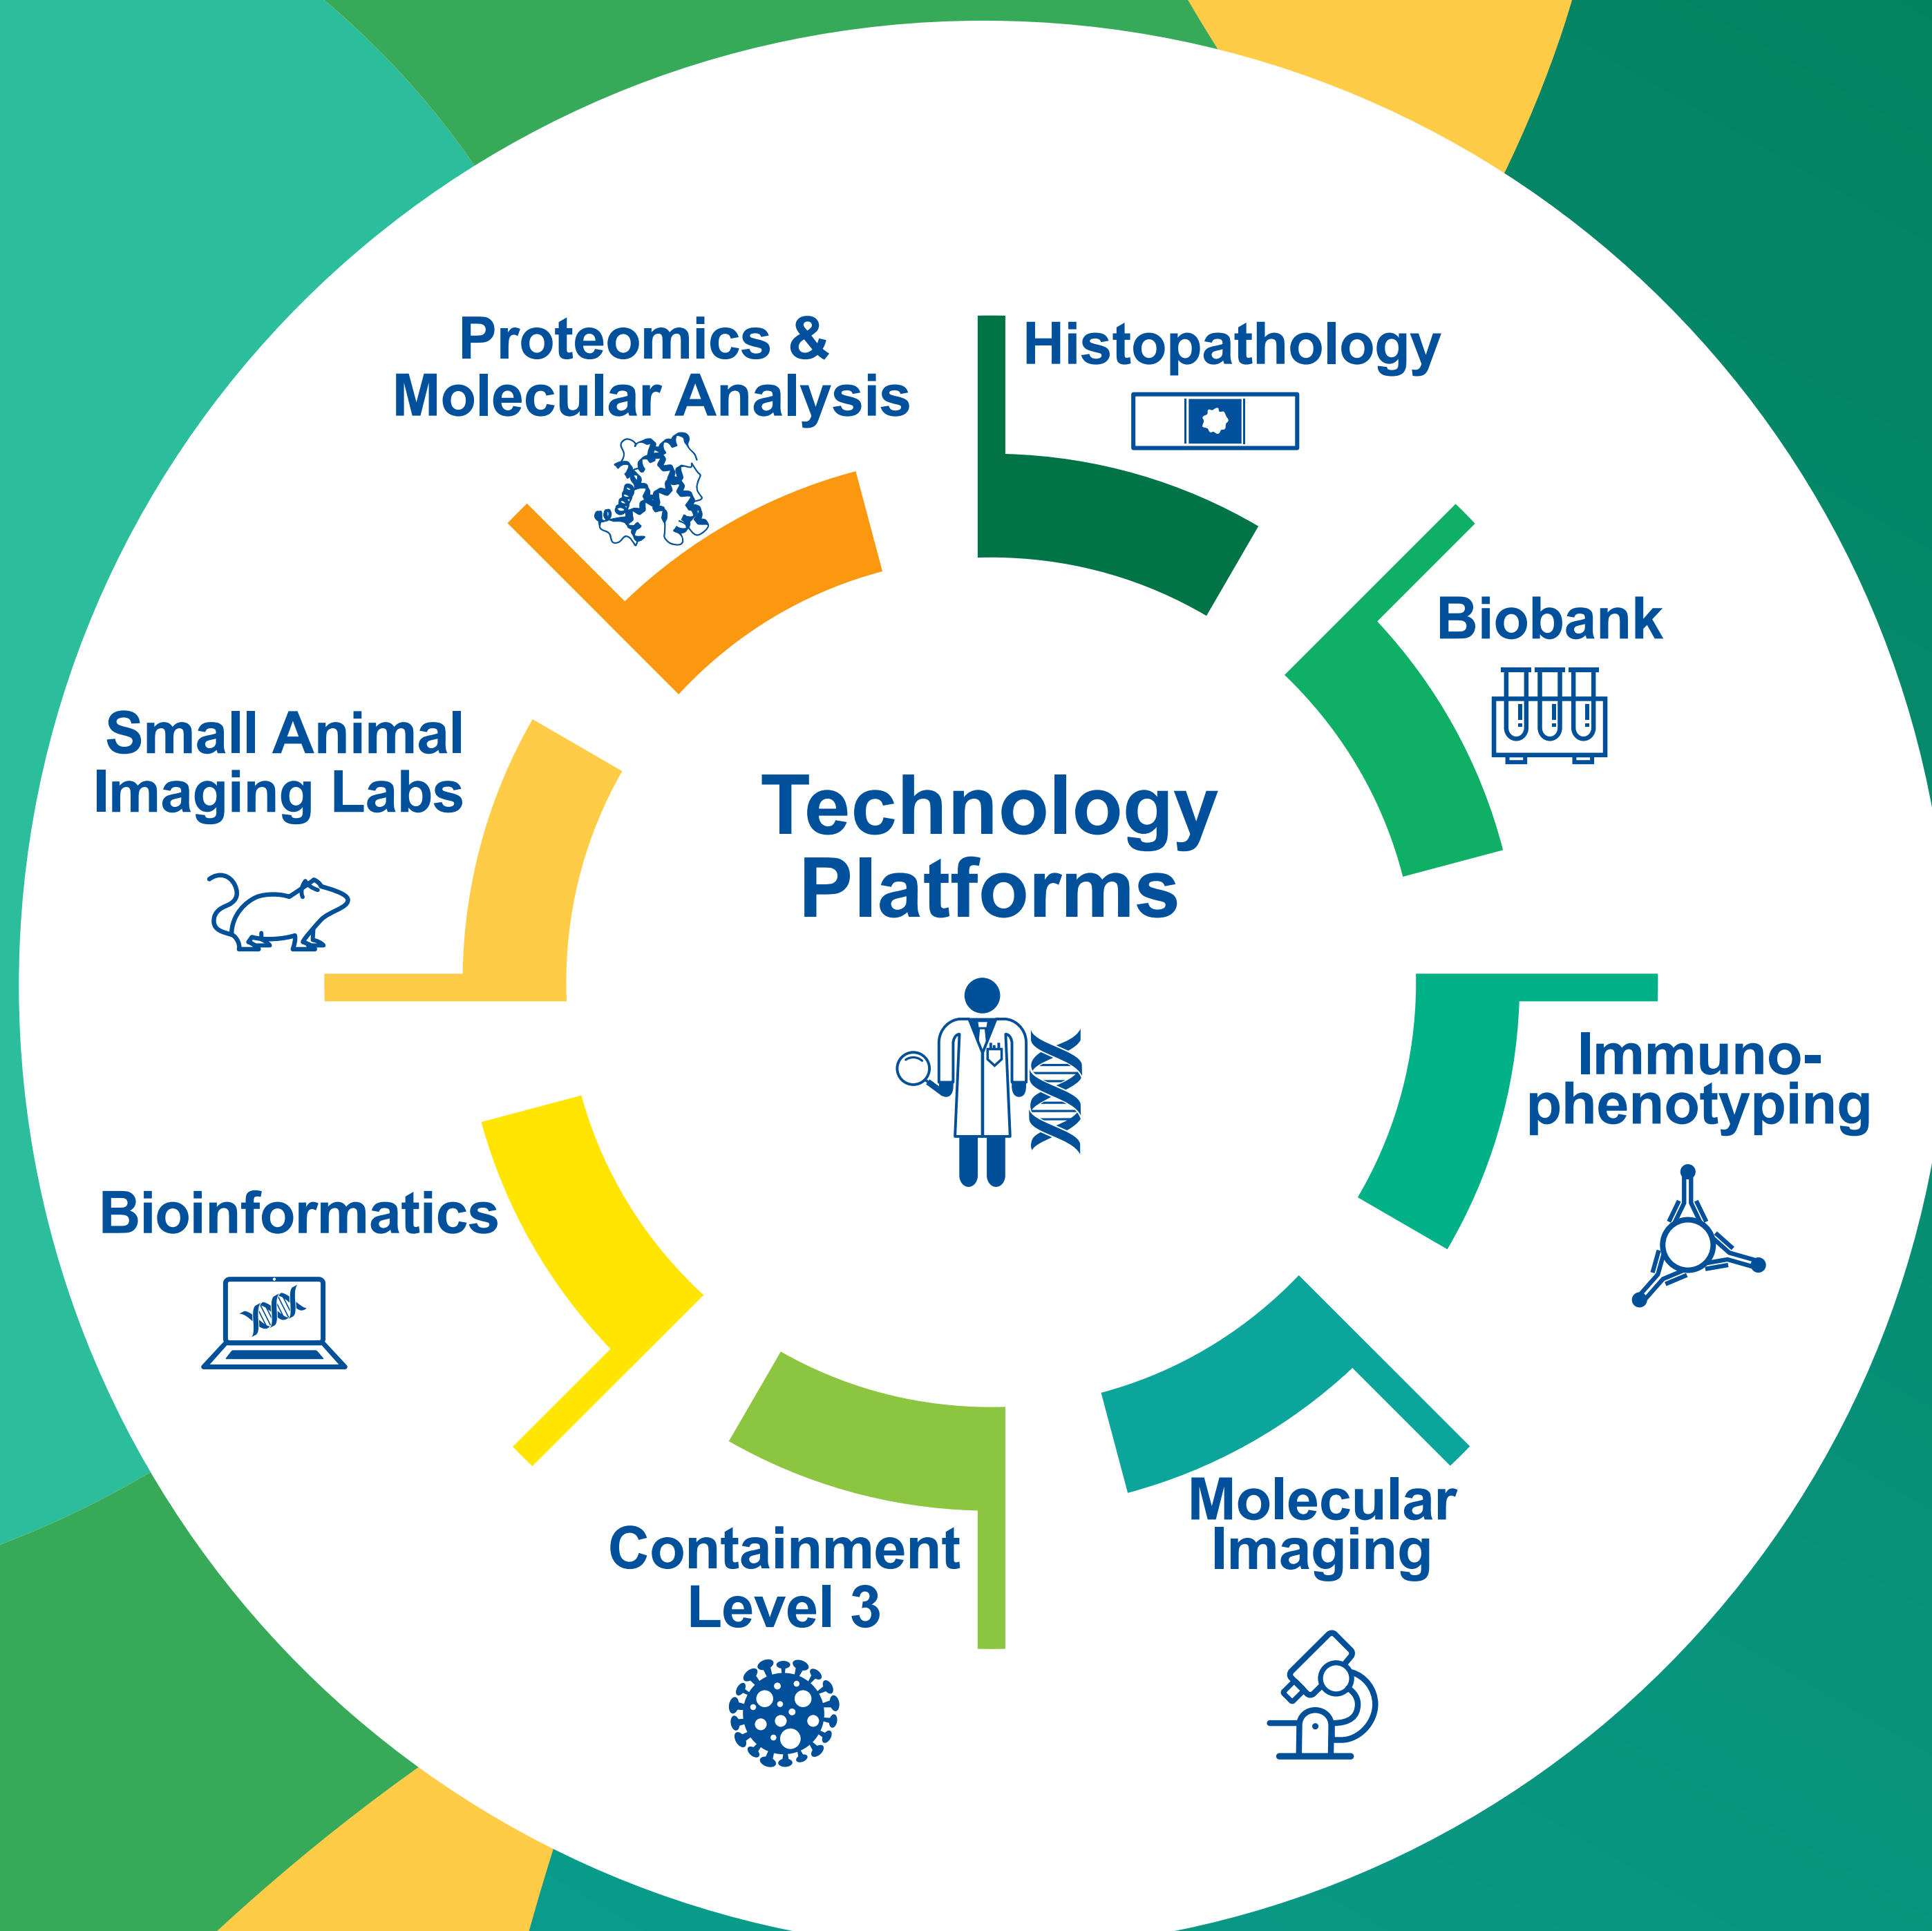 Technology
Platforms
Histopathology
Biobank
Immuno-
phenotyping
Molecular
Imaging
Containment
Level 3
Bioinformatics
Small Animal
Imaging Labs
Proteomics &
Molecular Analysis